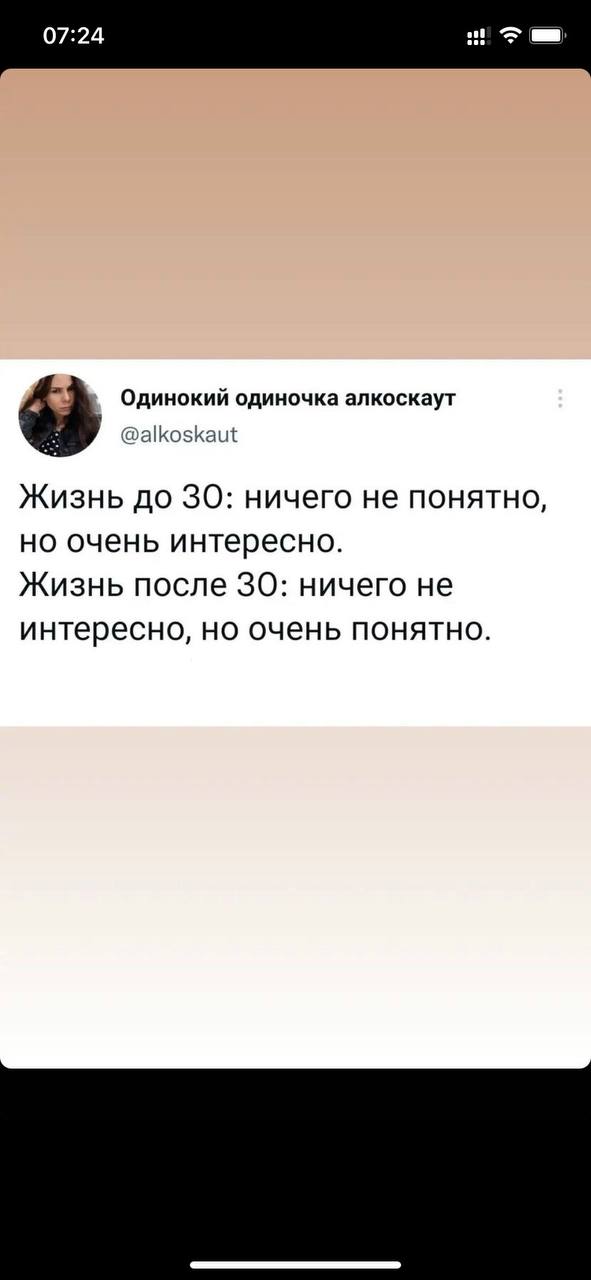 07:24
Одинокий одиночка алкоскаут
@alkoskaut
Жизнь до 30: ничего не понятно,
но очень интересно.
Жизнь после 30: ничего не
интересно, но очень понятно.